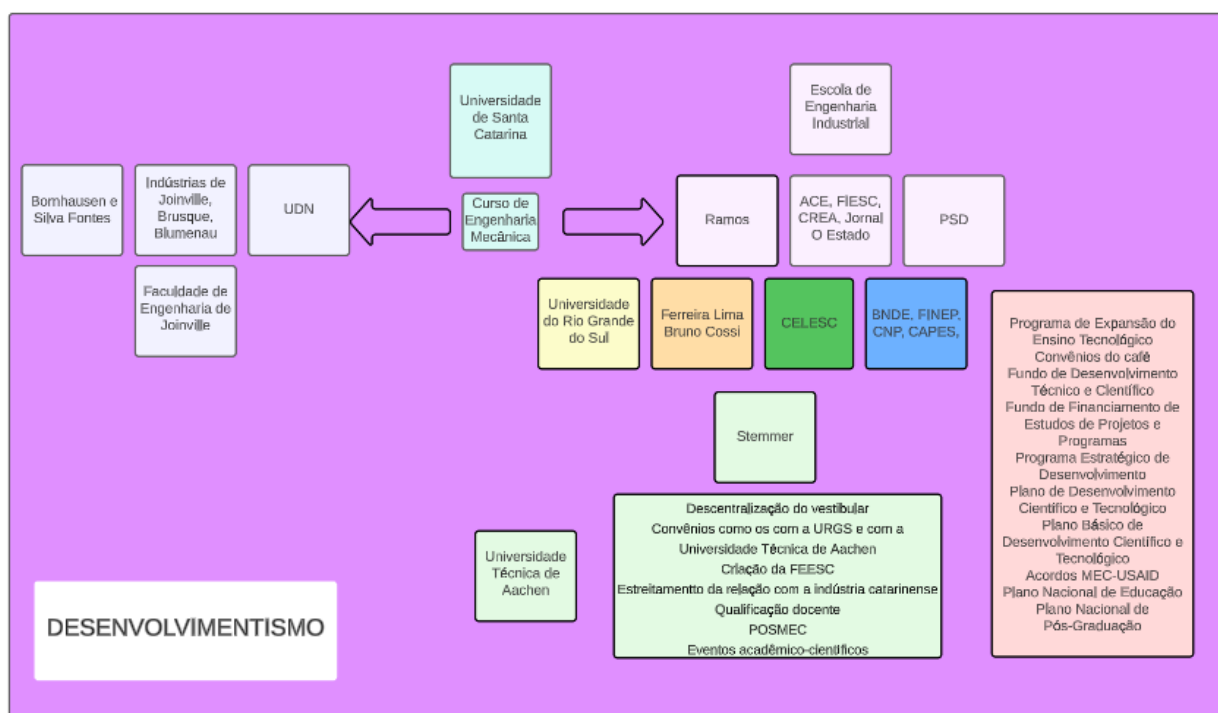 Universidade
de Santa
Catarina
Escola de
Engenharia
Industrial
Bornhausen e
Silva Fontes
Indústrias de
Joinville,
Brusque,
Blumenau
UDN
Curso de
Engenharia
Mecânica
Ramos
ACE, FIESC,
CREA, Jornal
O Estado
PSD
Faculdade de
Engenharia de
Joinville
Universidade
do Rio Grande
do Sul
Ferreira Lima
Bruno Cossi
CELESC
BNDE, FINEP,
CNP, CAPES,
Programa de Expansão do
Ensino Tecnológico
Convênios do café
Fundo de Desenvolvimento
Técnico e Científico
Fundo de Financiamento de
Estudos de Projetos e
Programas
Programa Estratégico de
Desenvolvimento
Plano de Desenvolvimento
Científico e Tecnológico
Plano Básico de
Desenvolvimento Científico e
Tecnológico
Acordos MEC-USAID
Plano Nacional de Educação
Plano Nacional de
Pós-Graduação
Stemmer
Descentralização do vestibular
Convênios como os com a URGS e com a
Universidade Técnica de Aachen
Criação da FEESC
Estreitamentto da relação com a indústria catarinense
Qualificação docente
POSMEC
Eventos acadêmico-científicos
Universidade
Técnica de
Aachen
DESENVOLVIMENTISMO